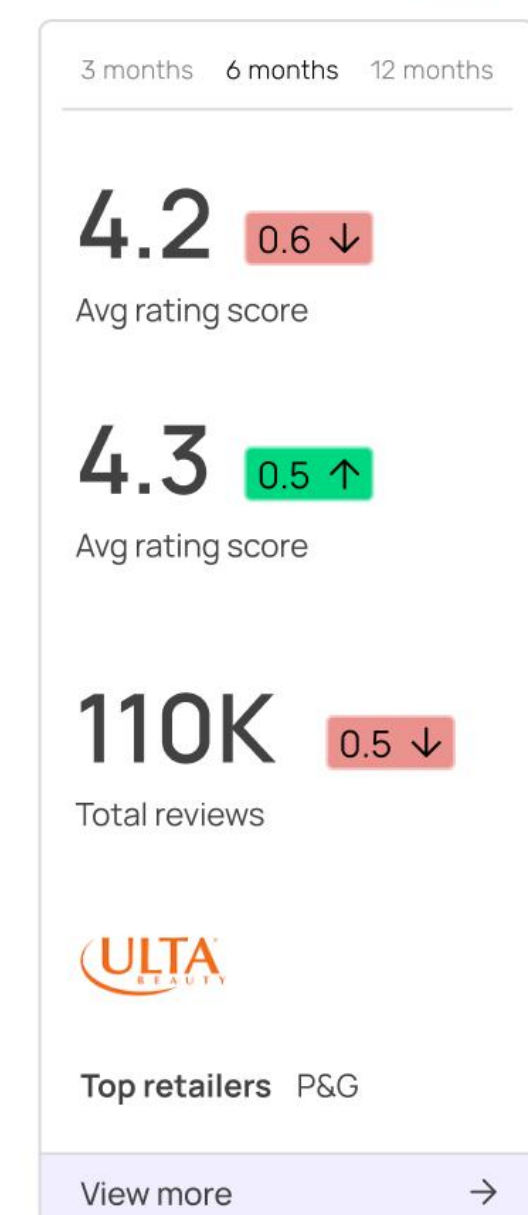 3 months 6 months 12 months
4.2 0.6 ↓
Avg rating score
4.3 0.5 ↑
Avg rating score
110K 0.5 ↓
Total reviews
ULTA
BEAUTY
Top retailers P&G
View more →